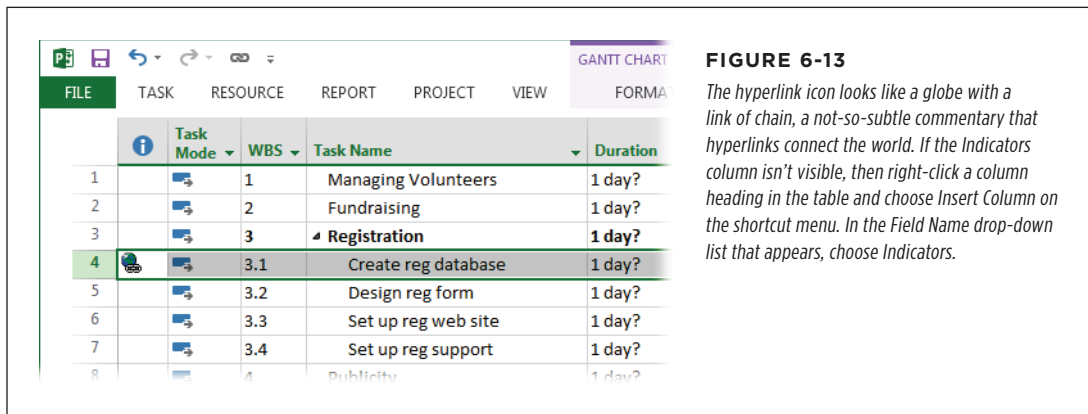 GANTT CHART
FILE TASK RESOURCE REPORT PROJECT VIEW FORMA
Task Mode WBS Task Name Duration
1 1 Managing Volunteers 1 day?
2 2 Fundraising 1 day?
3 3 Registration 1 day?
4 3.1 Create reg database 1 day?
5 3.2 Design reg form 1 day?
6 3.3 Set up reg web site 1 day?
7 3.4 Set up reg support 1 day?
8 4 Publicity 1 day?
FIGURE 6-13
The hyperlink icon looks like a globe with a
link of chain, a not-so-subtle commentary that
hyperlinks connect the world. If the Indicators
column isn’t visible, then right-click a column
heading in the table and choose Insert Column on
the shortcut menu. In the Field Name drop-down
list that appears, choose Indicators.